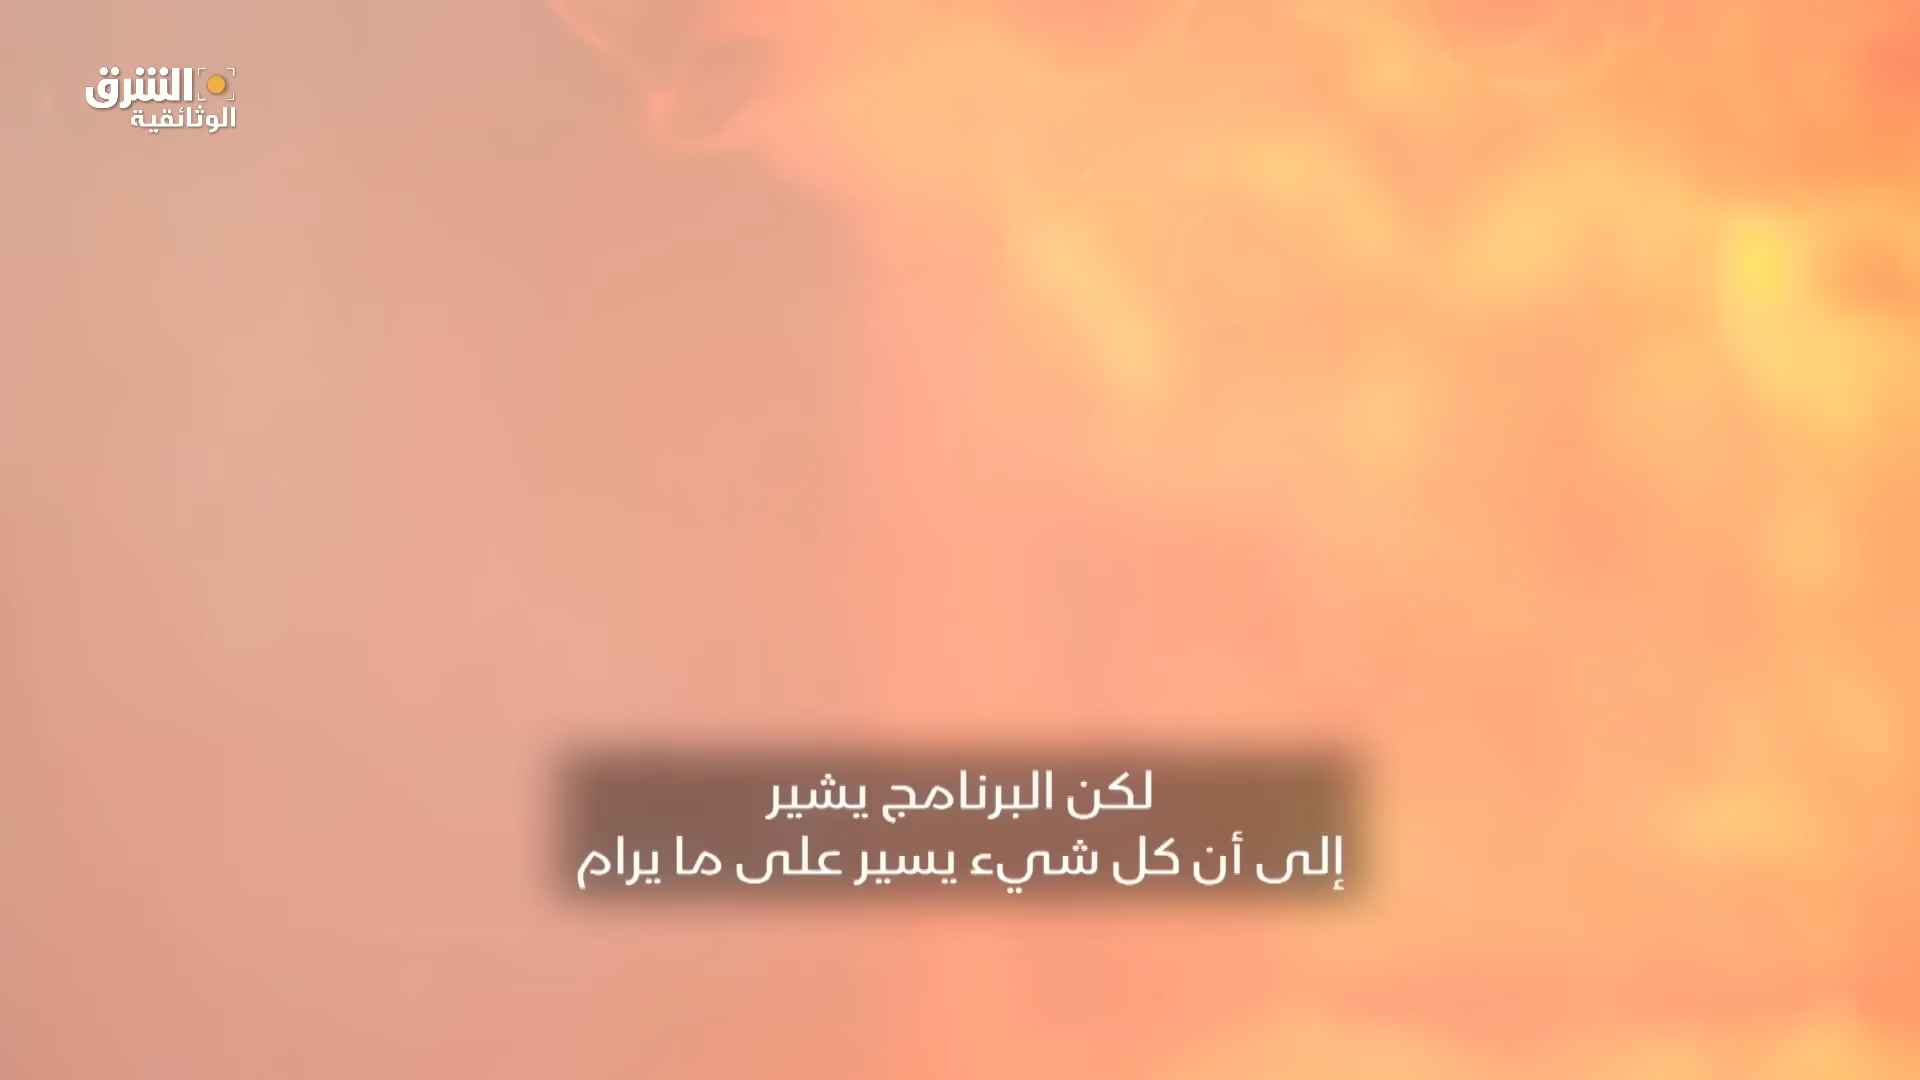 الشرق
الوثائقية
لكن البرنامج يشير
إلى أن كل شيء يسير على ما يرام